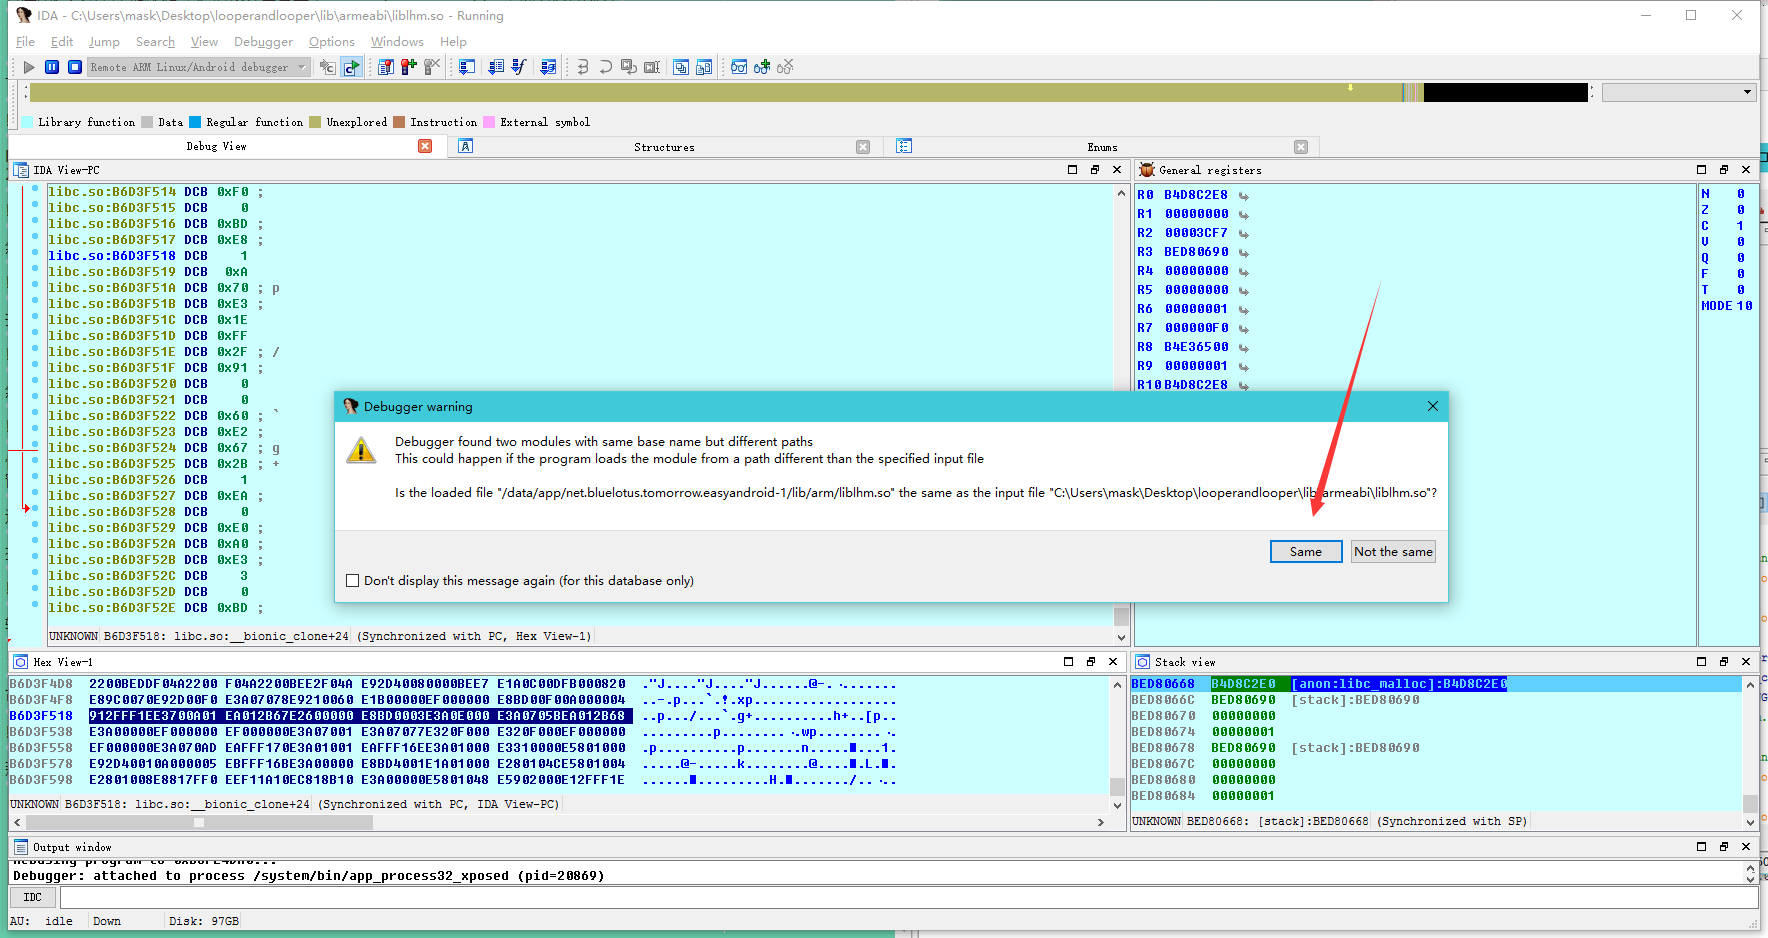 IDA - C:\Users\mask\Desktop\looperandlooper\lib\armeabi\liblhm.so - Running
File Edit Jump Search View Debugger Options Windows Help
Remote ARM Linux/Android debugger
Library function Data Regular function Unexplored Instruction External symbol
Debug View Structures Enums
IDA View-PC
libc.so:B6D3F514 DCB 0xF0 ;
libc.so:B6D3F515 DCB 0
libc.so:B6D3F516 DCB 0xBD ;
libc.so:B6D3F517 DCB 0xE8 ;
libc.so:B6D3F518 DCB 1
libc.so:B6D3F519 DCB 0xA
libc.so:B6D3F51A DCB 0x70 ; p
libc.so:B6D3F51B DCB 0xE3 ;
libc.so:B6D3F51C DCB 0x1E
libc.so:B6D3F51D DCB 0xFF
libc.so:B6D3F51E DCB 0x2F ; /
libc.so:B6D3F51F DCB 0x91 ;
libc.so:B6D3F520 DCB 0
libc.so:B6D3F521 DCB 0
libc.so:B6D3F522 DCB 0x60 ; `
libc.so:B6D3F523 DCB 0xE2 ;
libc.so:B6D3F524 DCB 0x67 ; g
libc.so:B6D3F525 DCB 0x2B ; +
libc.so:B6D3F526 DCB 1
libc.so:B6D3F527 DCB 0xEA ;
libc.so:B6D3F528 DCB 0
libc.so:B6D3F529 DCB 0xE0 ;
libc.so:B6D3F52A DCB 0xA0 ;
libc.so:B6D3F52B DCB 0xE3 ;
libc.so:B6D3F52C DCB 3
libc.so:B6D3F52D DCB 0
libc.so:B6D3F52E DCB 0xBD ;
UNKNOWN B6D3F518: libc.so:__bionic_clone+24 (Synchronized with PC, Hex View-1)
General registers
R0 B4D8C2E8
R1 00000000
R2 00003CF7
R3 BED80690
R4 00000000
R5 00000000
R6 00000001
R7 000000F0
R8 B4E36500
R9 00000001
R10 B4D8C2E8
N 0
Z 0
C 1
V 0
Q 0
F 0
T 0
MODE 10
Debugger warning
Debugger found two modules with same base name but different paths
This could happen if the program loads the module from a path different than the specified input file
Is the loaded file "/data/app/net.bluelotus.tomorrow.easyandroid-1/lib/arm/liblhm.so" the same as the input file "C:\Users\mask\Desktop\looperandlooper\lib\armeabi\liblhm.so"?
Same Not the same
Don't display this message again (for this database only)
Hex View-1
B6D3F4D8 2200BEDDF04A2200 F04A2200BEE2F04A E92D40080000BEE7 E1A0C00DFB000820 ."J...."J...."J......@-. .......
B6D3F4F8 E89C0070E92D00F0 E3A07078E9210060 E1B00000EF000000 E8BD00F00A000004
B6D3F518 912FFF1EE3700A01 EA012B67E2600000 E8BD0003E3A0E000 E3A0705BEA012B68
B6D3F538 E3A00000EF000000 EF000000E3A07001 E3A07077E320F000 E320F000EF000000
B6D3F558 EF000000E3A070AD EAFFF170E3A01001 EAFFF16EE3A01000 E3310000E5801000
B6D3F578 E92D40010A000005 EBFFF16BE3A00000 E8BD4001E1A01000 E280104CE5801004
B6D3F598 E2801008E8817FF0 EEF11A10EC818B10 E3A00000E5801048 E5902000E12FFF1E
UNKNOWN B6D3F518: libc.so:__bionic_clone+24 (Synchronized with PC, IDA View-PC)
Stack view
BED80668 B4D8C2E0 [anon:libc_malloc]:B4D8C2E0
BED8066C BED80690 [stack]:BED80690
BED80670 00000000
BED80674 00000001
BED80678 BED80690 [stack]:BED80690
BED8067C 00000000
BED80680 00000000
BED80684 00000001
UNKNOWN BED80668: [stack]:BED80668 (Synchronized with SP)
Output window
Debugger: attached to process /system/bin/app_process32_xposed (pid=20869)
IDC
AU: idle Down Disk: 97GB